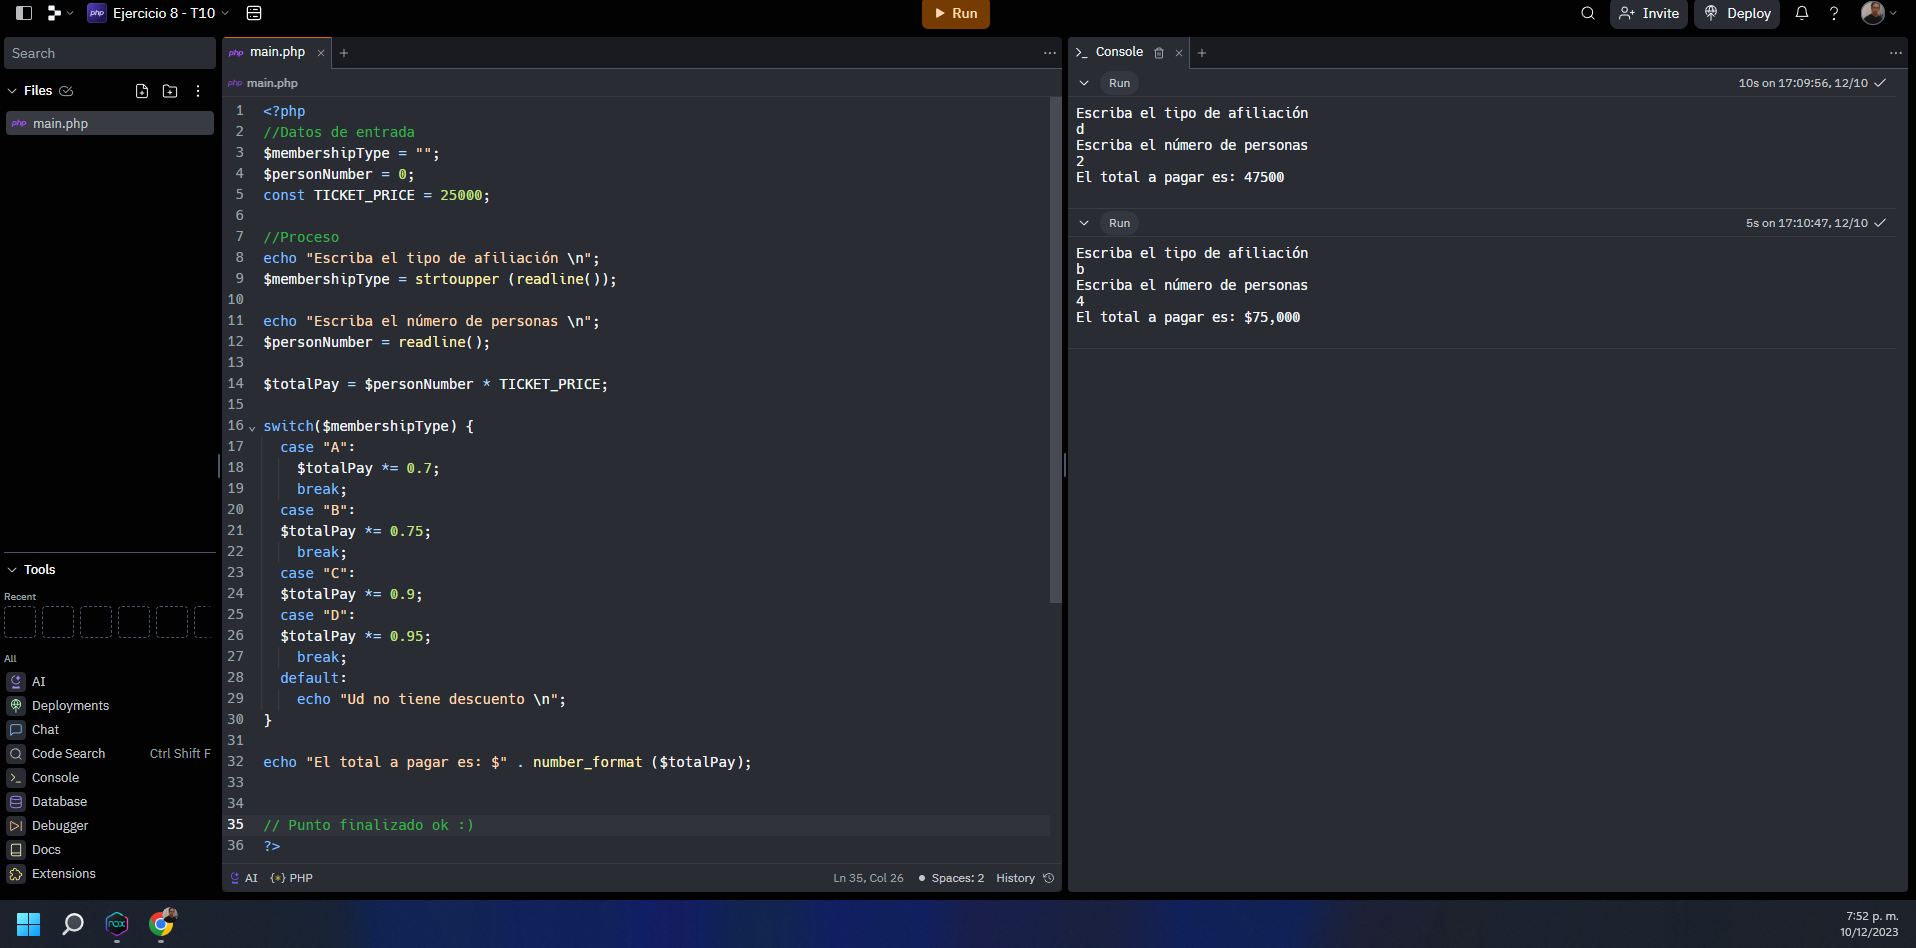 php Ejercicio 8 - T10
Run
Invite
Deploy
Search
Files
php main.php
Tools
Recent
All
AI
Deployments
Chat
Code Search Ctrl Shift F
Console
Database
Debugger
Docs
Extensions
php main.php
php main.php
1 <?php
2 //Datos de entrada
3 $membershipType = "";
4 $personNumber = 0;
5 const TICKET_PRICE = 25000;
6
7 //Proceso
8 echo "Escriba el tipo de afiliación \n";
9 $membershipType = strtoupper (readline());
10
11 echo "Escriba el número de personas \n";
12 $personNumber = readline();
13
14 $totalPay = $personNumber * TICKET_PRICE;
15
16 switch($membershipType) {
17 case "A":
18 $totalPay *= 0.7;
19 break;
20 case "B":
21 $totalPay *= 0.75;
22 break;
23 case "C":
24 $totalPay *= 0.9;
25 case "D":
26 $totalPay *= 0.95;
27 break;
28 default:
29 echo "Ud no tiene descuento \n";
30 }
31
32 echo "El total a pagar es: $" . number_format ($totalPay);
33
34
35 // Punto finalizado ok :)
36 ?>
AI {*} PHP Ln 35, Col 26 Spaces: 2 History
Console
Run 10s on 17:09:56, 12/10
Escriba el tipo de afiliación
d
Escriba el número de personas
2
El total a pagar es: 47500
Run 5s on 17:10:47, 12/10
Escriba el tipo de afiliación
b
Escriba el número de personas
4
El total a pagar es: $75,000
nox
7:52 p. m.
10/12/2023